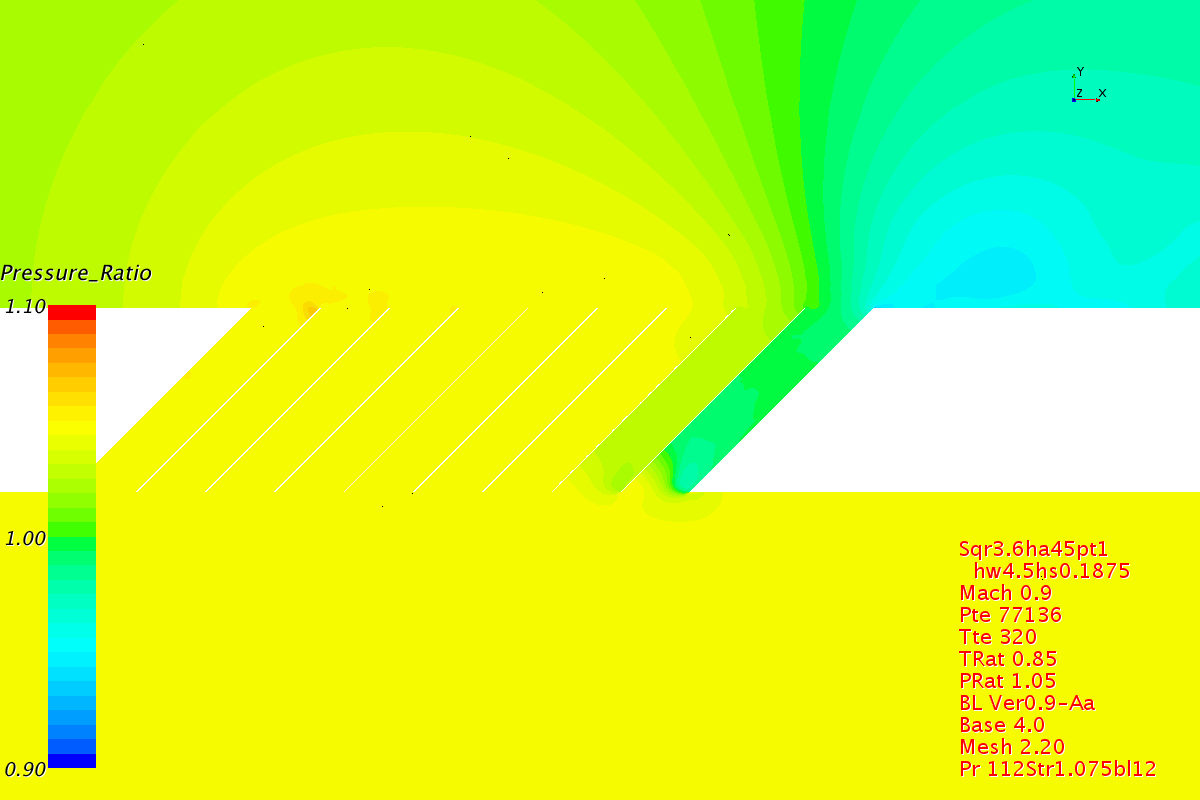 Y
Z X
Pressure_Ratio
1.10
1.00
0.90
Sqr3.6ha45pt1
hw4.5hs0.1875
Mach 0.9
Pte 77136
Tte 320
TRat 0.85
PRat 1.05
BL Ver0.9-Aa
Base 4.0
Mesh 2.20
Pr 112Str1.075bl12